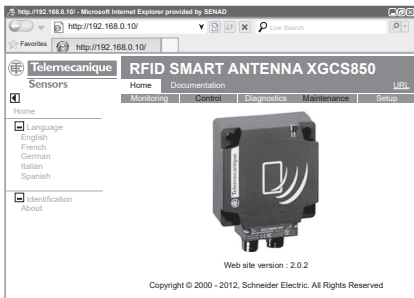 http://192.168.0.10/ - Microsoft Internet Explorer provided by SENAD
http://192.168.0.10/
Live Search
Favorites
http://192.168.0.10/
Telemecanique
Sensors
RFID SMART ANTENNA XGCS850
Home Documentation URL
Monitoring Control Diagnostics Maintenance Setup
Home
Language
English
French
German
Italian
Spanish
Identification
About
Telemecanique
Web site version : 2.0.2
Copyright © 2000 - 2012, Schneider Electric. All Rights Reserved